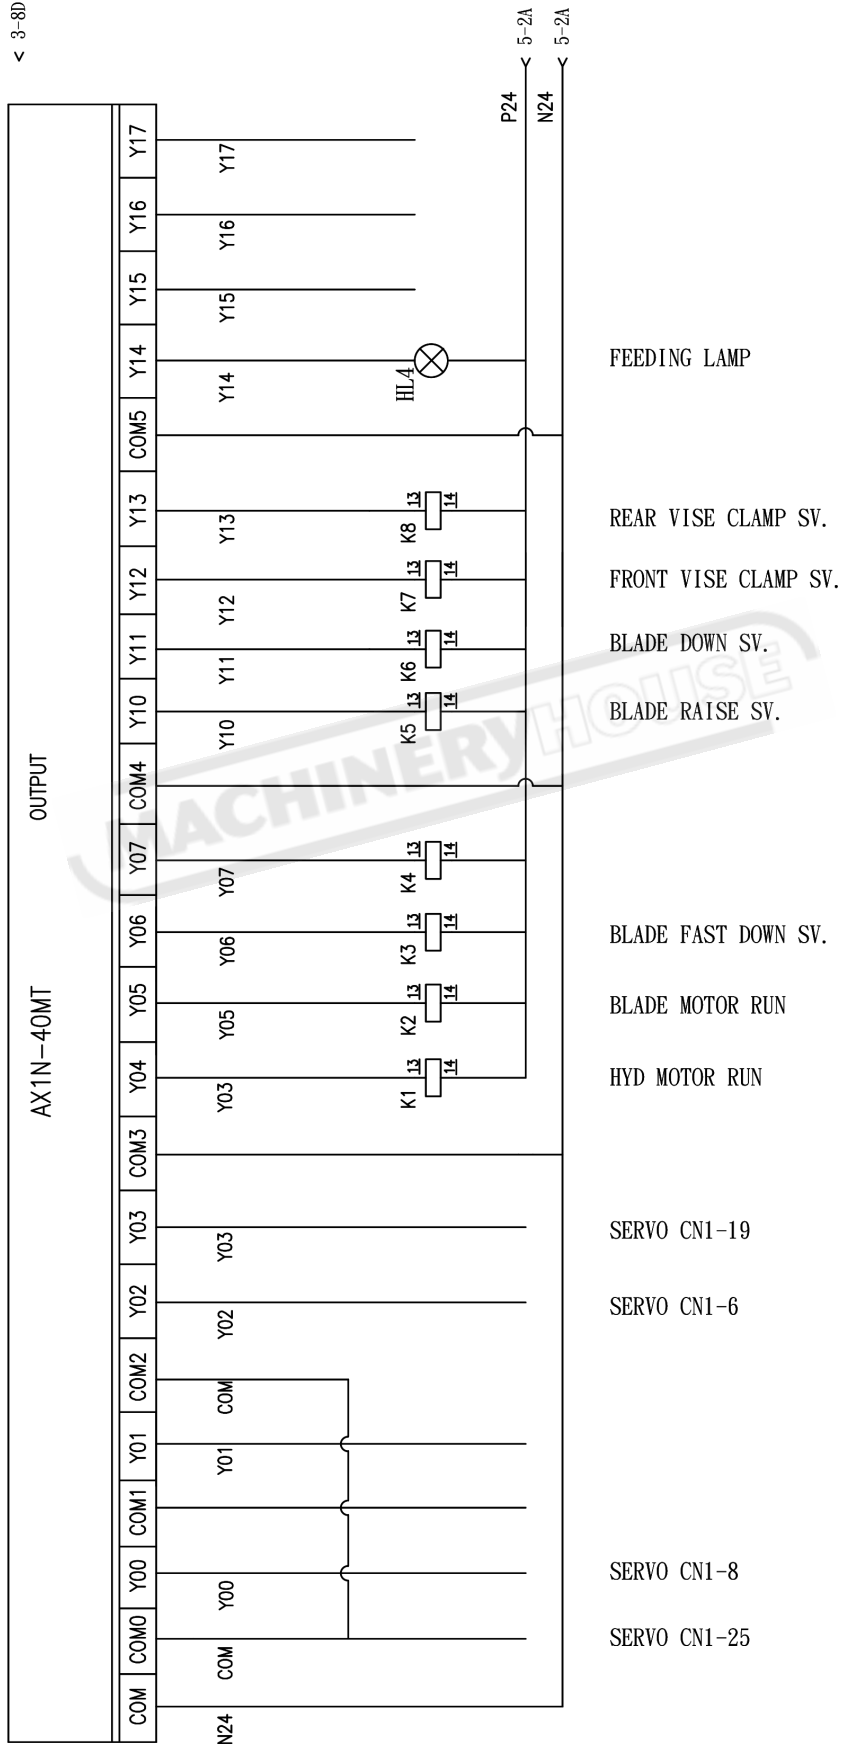 < 3-8D
< 5-2A
< 5-2A
P24
N24
Y17
Y17
Y16
Y16
Y15
Y15
Y14
Y14
HL4
FEEDING LAMP
COM5
Y13
Y13
K8
13
14
REAR VISE CLAMP SV.
Y12
Y12
K7
13
14
FRONT VISE CLAMP SV.
Y11
Y11
K6
13
14
BLADE DOWN SV.
Y10
Y10
K5
13
14
BLADE RAISE SV.
MACHINERYHOUSE
OUTPUT
COM4
Y07
Y07
K4
13
14
Y06
Y06
K3
13
14
BLADE FAST DOWN SV.
AX1N-40MT
Y05
Y05
K2
13
14
BLADE MOTOR RUN
Y04
Y03
K1
13
14
HYD MOTOR RUN
COM3
Y03
Y03
SERVO CN1-19
Y02
Y02
SERVO CN1-6
COM2
COM
Y01
Y01
COM1
Y00
Y00
SERVO CN1-8
COM0
COM
SERVO CN1-25
COM
N24